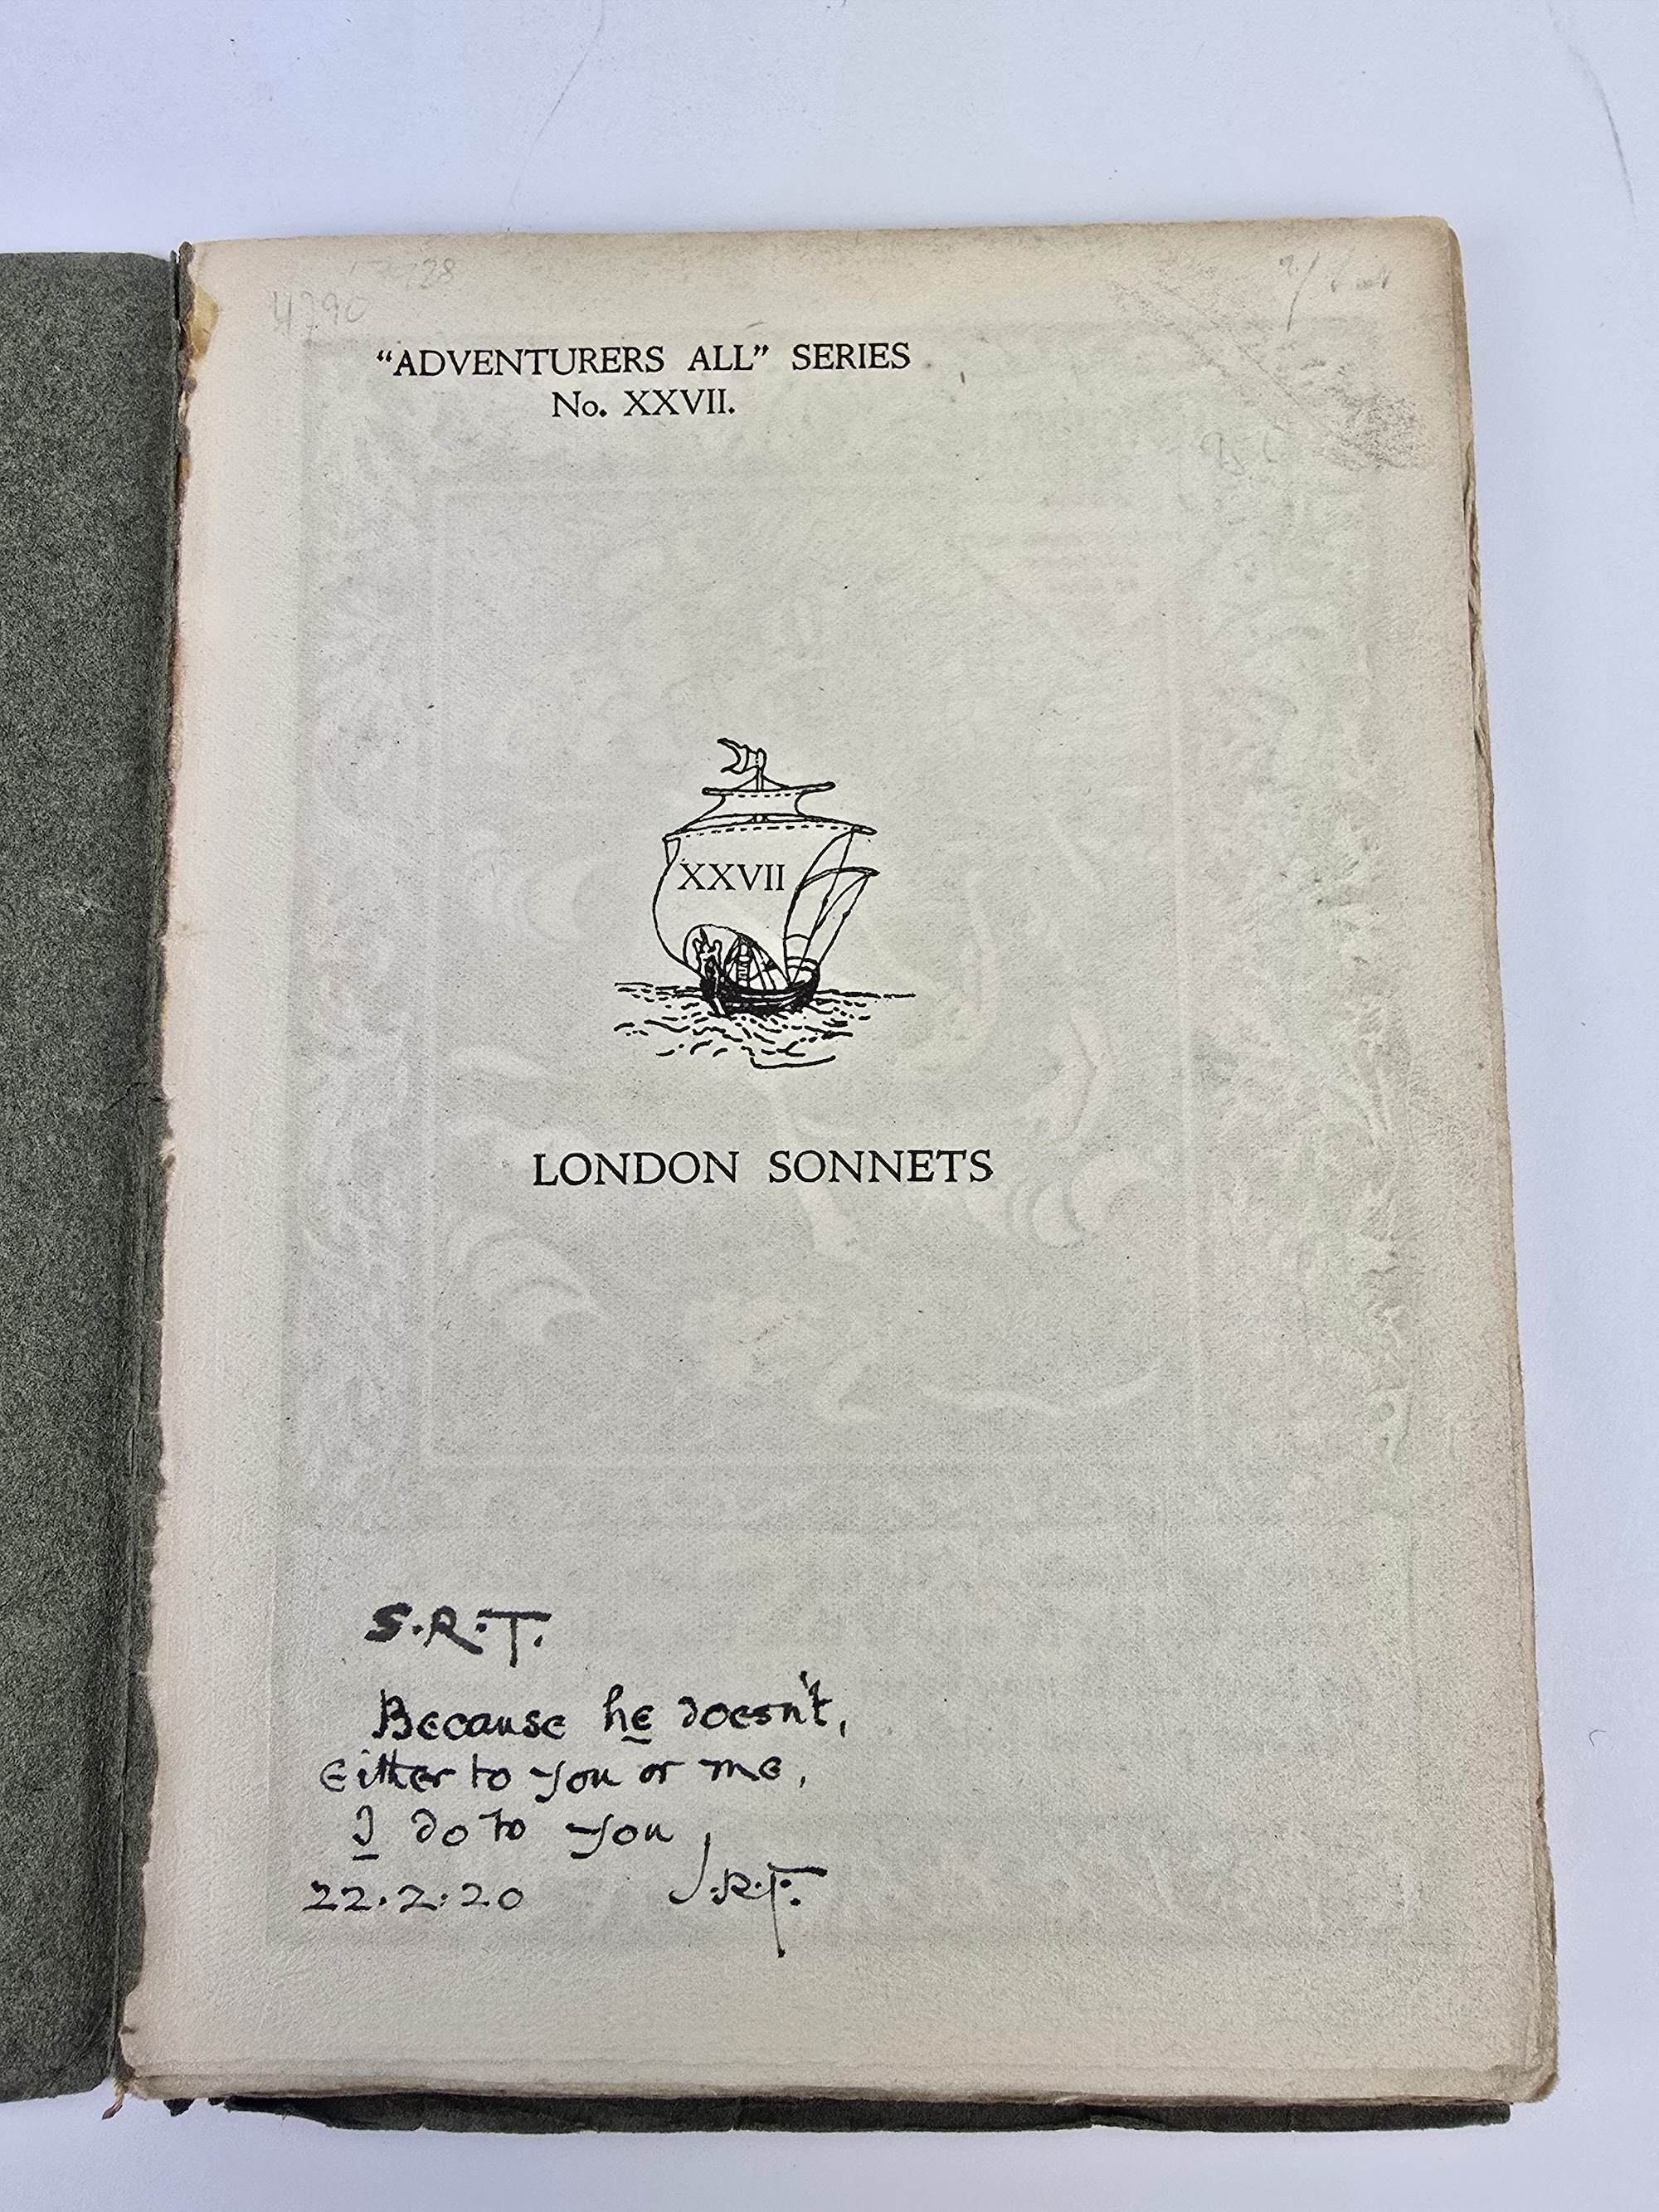 4790
"ADVENTURERS ALL" SERIES
No. XXVII.
XXVII
LONDON SONNETS
S.R.T.
Because he doesn't,
either to you or me,
I do to you
22.2.20 J.R.T.